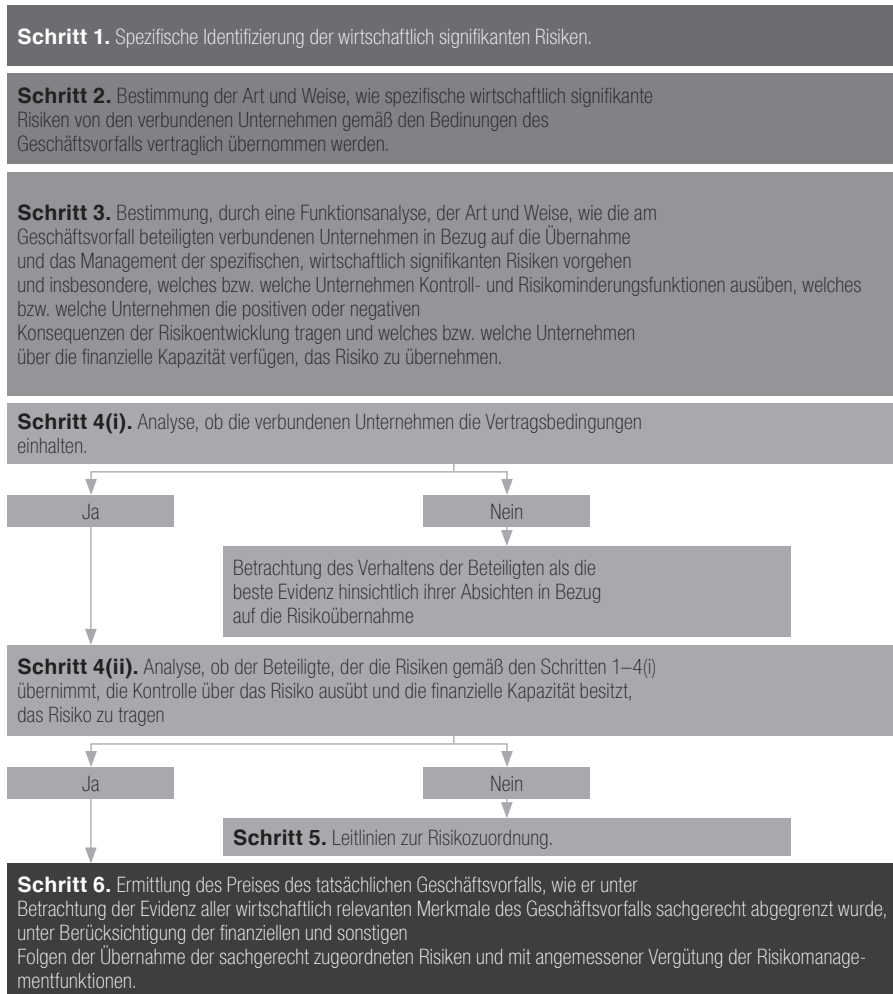 Schritt 1. Spezifische Identifizierung der wirtschaftlich signifikanten Risiken.
Schritt 2. Bestimmung der Art und Weise, wie spezifische wirtschaftlich signifikante
Risiken von den verbundenen Unternehmen gemäß den Bedinungen des
Geschäftsvorfalls vertraglich übernommen werden.
Schritt 3. Bestimmung, durch eine Funktionsanalyse, der Art und Weise, wie die am
Geschäftsvorfall beteiligten verbundenen Unternehmen in Bezug auf die Übernahme
und das Management der spezifischen, wirtschaftlich signifikanten Risiken vorgehen
und insbesondere, welches bzw. welche Unternehmen Kontroll- und Risikominderungsfunktionen ausüben, welches
bzw. welche Unternehmen die positiven oder negativen
Konsequenzen der Risikoentwicklung tragen und welches bzw. welche Unternehmen
über die finanzielle Kapazität verfügen, das Risiko zu übernehmen.
Schritt 4(i). Analyse, ob die verbundenen Unternehmen die Vertragsbedingungen
einhalten.
Ja
Nein
Betrachtung des Verhaltens der Beteiligten als die
beste Evidenz hinsichtlich ihrer Absichten in Bezug
auf die Risikoübernahme
Schritt 4(ii). Analyse, ob der Beteiligte, der die Risiken gemäß den Schritten 1–4(i)
übernimmt, die Kontrolle über das Risiko ausübt und die finanzielle Kapazität besitzt,
das Risiko zu tragen
Ja
Nein
Schritt 5. Leitlinien zur Risikozuordnung.
Schritt 6. Ermittlung des Preises des tatsächlichen Geschäftsvorfalls, wie er unter
Betrachtung der Evidenz aller wirtschaftlich relevanten Merkmale des Geschäftsvorfalls sachgerecht abgegrenzt wurde,
unter Berücksichtigung der finanziellen und sonstigen
Folgen der Übernahme der sachgerecht zugeordneten Risiken und mit angemessener Vergütung der Risikomanage-
mentfunktionen.